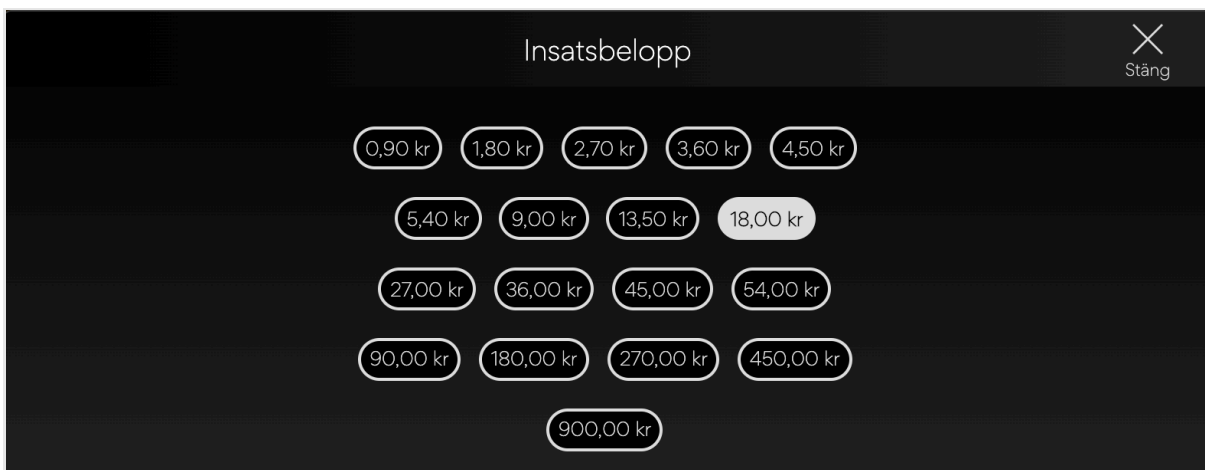 Insatsbelopp
Stäng
0,90 kr 1,80 kr 2,70 kr 3,60 kr 4,50 kr
5,40 kr 9,00 kr 13,50 kr 18,00 kr
27,00 kr 36,00 kr 45,00 kr 54,00 kr
90,00 kr 180,00 kr 270,00 kr 450,00 kr
900,00 kr